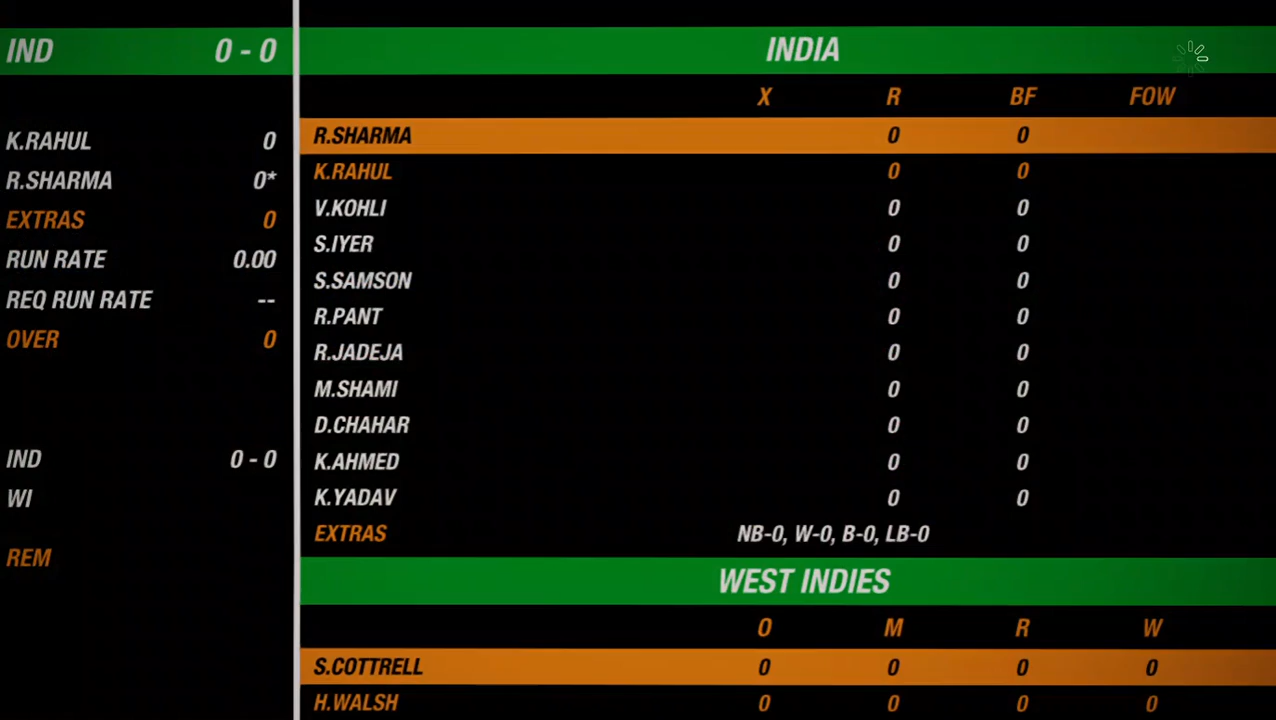 IND 0 - 0
K.RAHUL 0
R.SHARMA 0*
EXTRAS 0
RUN RATE 0.00
REQ RUN RATE --
OVER 0
IND 0 - 0
WI
REM
INDIA
X R BF FOW
R.SHARMA 0 0
K.RAHUL 0 0
V.KOHLI 0 0
S.IYER 0 0
S.SAMSON 0 0
R.PANT 0 0
R.JADEJA 0 0
M.SHAMI 0 0
D.CHAHAR 0 0
K.AHMED 0 0
K.YADAV 0 0
EXTRAS NB-0, W-0, B-0, LB-0
WEST INDIES
O M R W
S.COTTRELL 0 0 0 0
H.WALSH 0 0 0 0